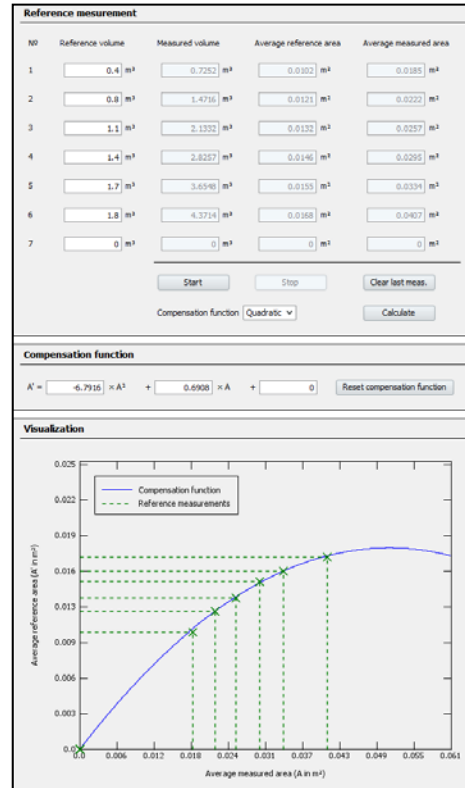 Reference measurement
Nº Reference volume Measured volume Average reference area Average measured area
1 0.4 m³ 0.7252 m³ 0.0102 m² 0.0185 m²
2 0.8 m³ 1.4716 m³ 0.0121 m² 0.0222 m²
3 1.1 m³ 2.1332 m³ 0.0132 m² 0.0257 m²
4 1.4 m³ 2.8257 m³ 0.0146 m² 0.0295 m²
5 1.7 m³ 3.6548 m³ 0.0155 m² 0.0334 m²
6 1.8 m³ 4.3714 m³ 0.0168 m² 0.0407 m²
7 0 m³ 0 m³ 0 m² 0 m²
Start Stop Clear last meas.
Compensation function Quadratic Calculate
Compensation function
A' = -6.7916 × A² + 0.6908 × A + 0 Reset compensation function
Visualization
0.025
Compensation function
0.022
Reference measurements
0.019
0.016
0.013
0.009
0.006
0.003
0.0
Average reference area (A' in m²)
0.0 0.006 0.012 0.018 0.024 0.031 0.037 0.043 0.049 0.055 0.061
Average measured area (A in m²)